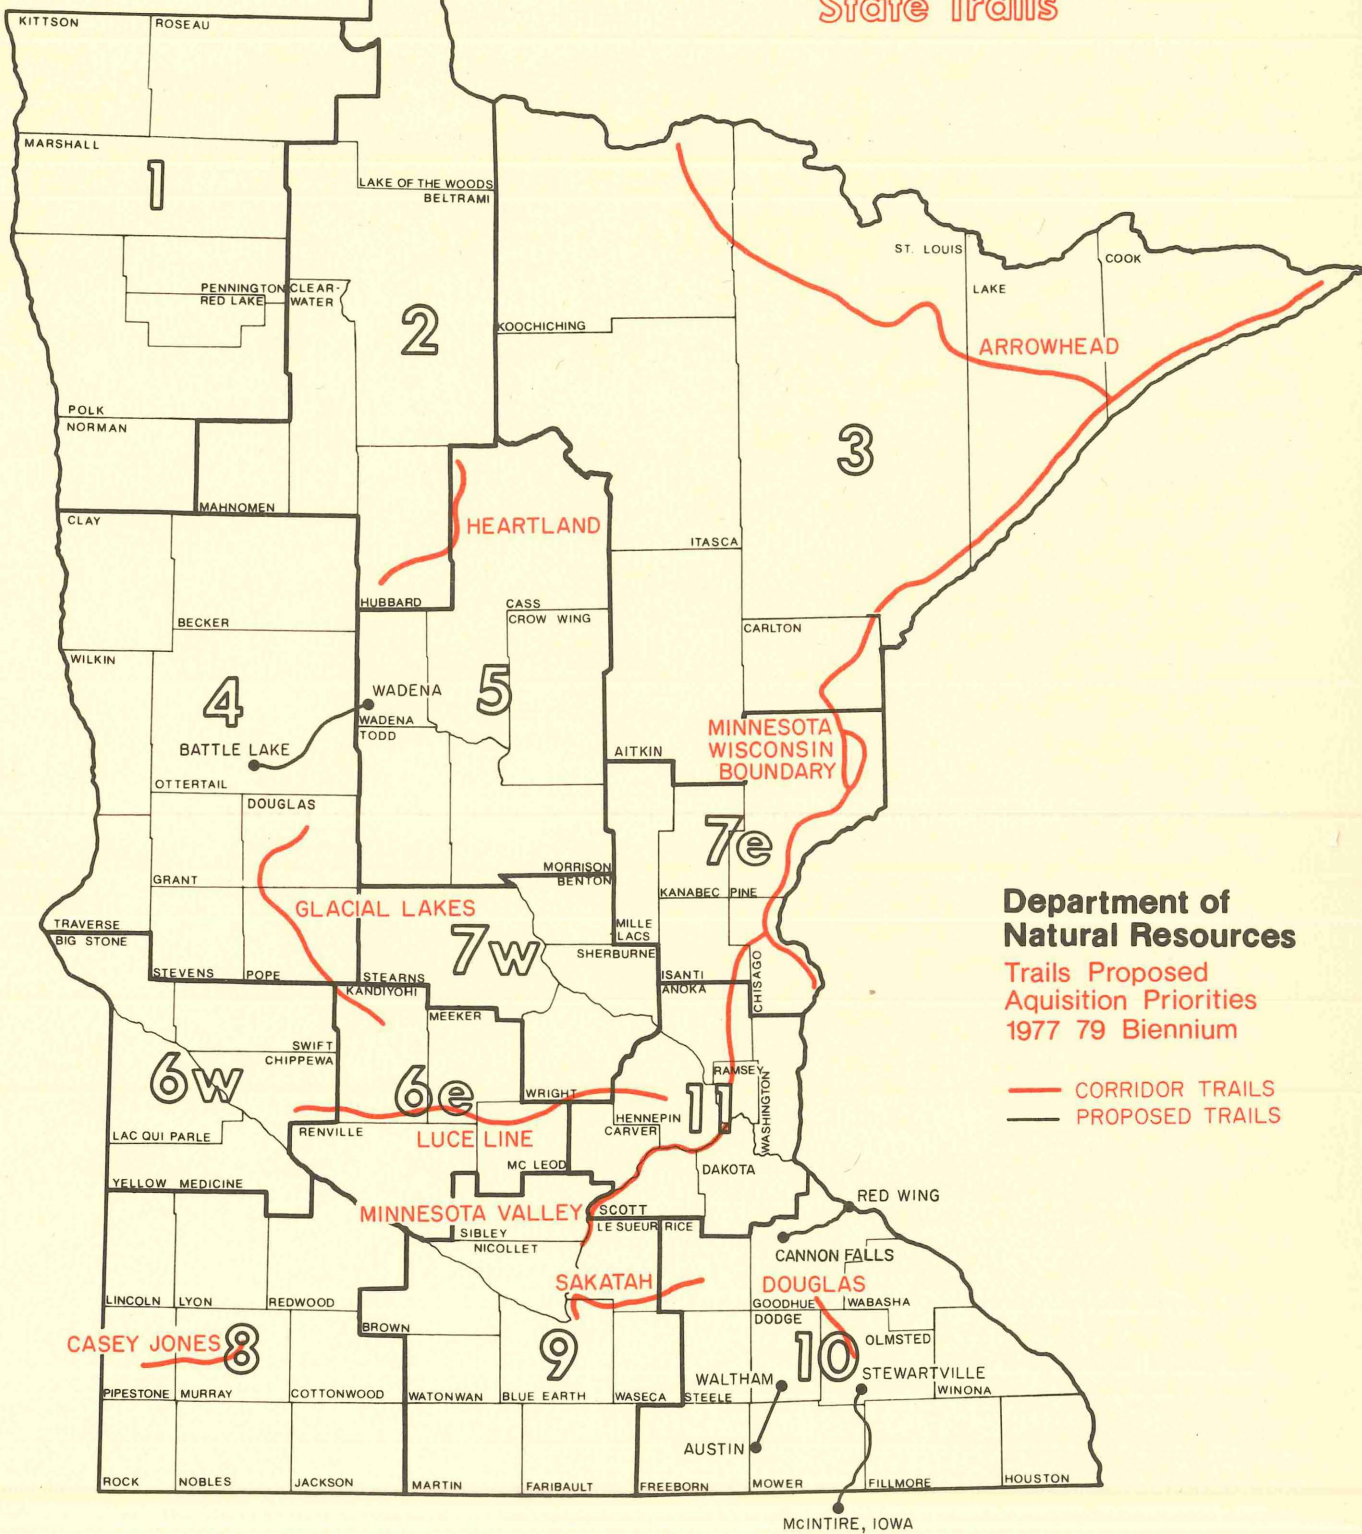 State Trails
KITTSON
ROSEAU
MARSHALL
1
LAKE OF THE WOODS
BELTRAMI
ST. LOUIS
COOK
LAKE
PENNINGTON
CLEAR-
RED LAKE
WATER
2
KOOCHICHING
ARROWHEAD
POLK
NORMAN
3
MAHNOMEN
CLAY
HEARTLAND
ITASCA
HUBBARD
CASS
CROW WING
BECKER
CARLTON
WILKIN
4
WADENA
5
WADENA
TODD
BATTLE LAKE
MINNESOTA
WISCONSIN
BOUNDARY
AITKIN
OTTERTAIL
DOUGLAS
7e
MORRISON
BENTON
GRANT
KANABEC
PINE
GLACIAL LAKES
TRAVERSE
BIG STONE
MILLE
LACS
7w
SHERBURNE
STEVENS
POPE
STEARNS
ISANTI
CHISAGO
KANDIYOHI
ANOKA
MEEKER
Department of
Natural Resources
Trails Proposed
Aquisition Priorities
1977 79 Biennium
CORRIDOR TRAILS
PROPOSED TRAILS
SWIFT
CHIPPEWA
6w
6e
WRIGHT
RAMSEY
11
WASHINGTON
HENNEPIN
CARVER
LAC QUI PARLE
RENVILLE
LUCE LINE
MC LEOD
DAKOTA
YELLOW MEDICINE
RED WING
MINNESOTA VALLEY
SCOTT
LE SUEUR
RICE
SIBLEY
NICOLLET
CANNON FALLS
SAKATAH
DOUGLAS
LINCOLN
LYON
REDWOOD
GOODHUE
WABASHA
DODGE
BROWN
OLMSTED
CASEY JONES
8
9
10
WALTHAM
STEWARTVILLE
WINONA
PIPESTONE
MURRAY
COTTONWOOD
WATONWAN
BLUE EARTH
WASECA
STEELE
AUSTIN
ROCK
NOBLES
JACKSON
MARTIN
FARIBAULT
FREEBORN
MOWER
FILLMORE
HOUSTON
McINTIRE, IOWA